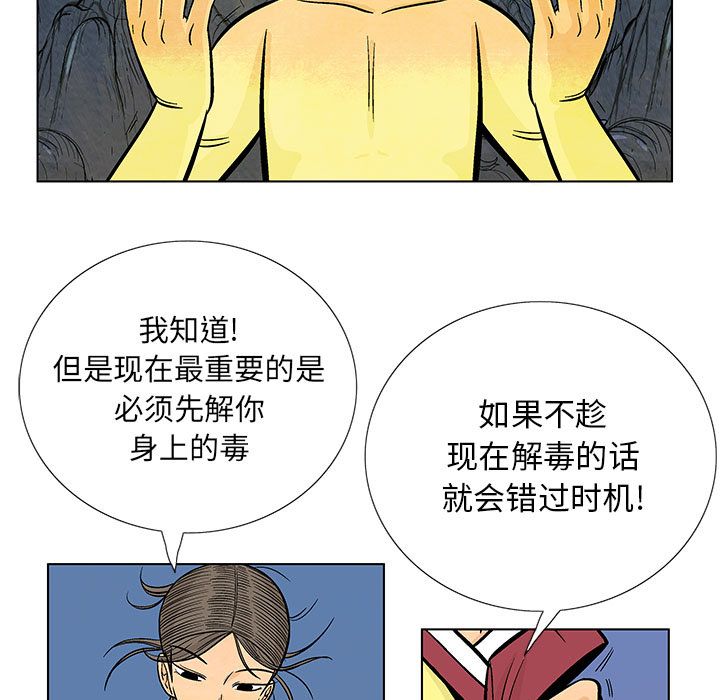 我知道!
但是现在最重要的是
必须先解你
身上的毒
如果不趁
现在解毒的话
就会错过时机!